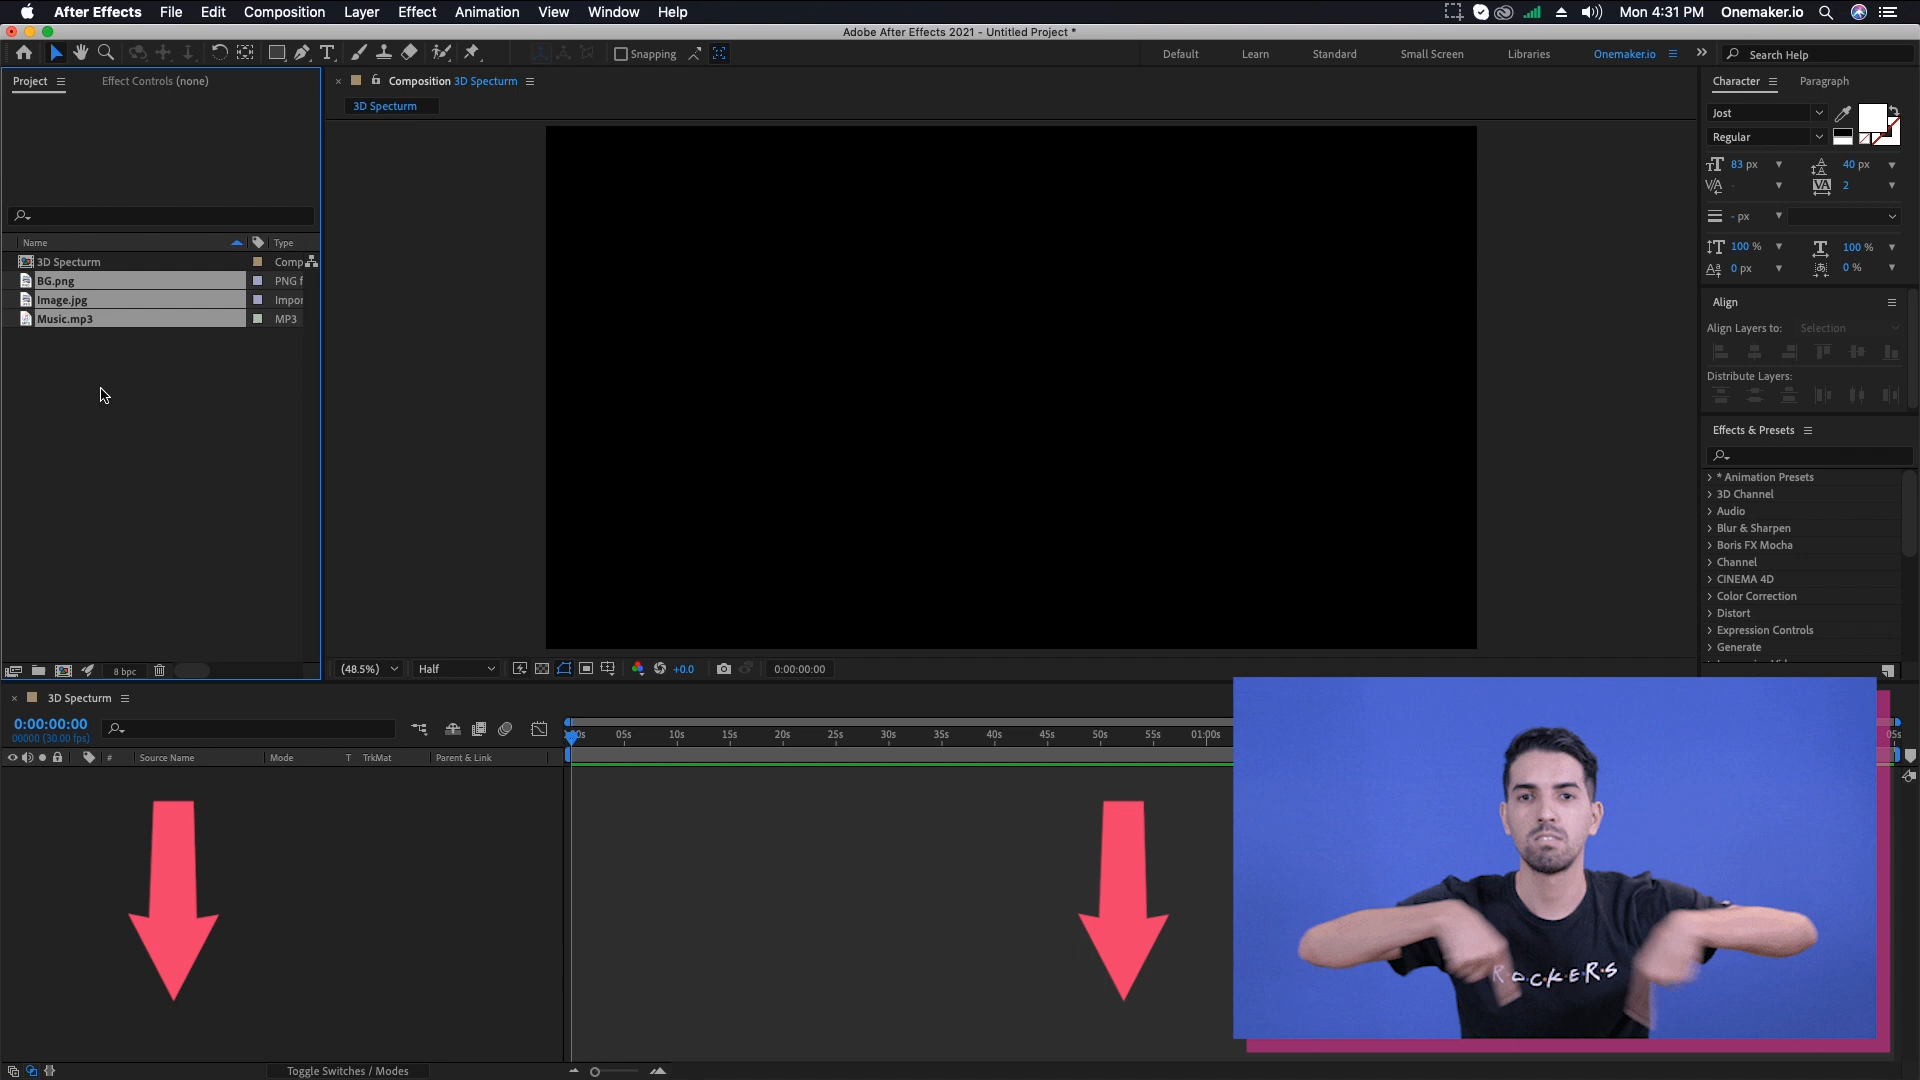 After Effects File Edit Composition Layer Effect Animation View Window Help Mon 4:31 PM Onemaker.io
Adobe After Effects 2021 - Untitled Project *
Snapping Default Learn Standard Small Screen Libraries Onemaker.io Search Help
Project Effect Controls (none) Composition 3D Specturm Character Paragraph
3D Specturm
Jost
Regular
83 px 40 px
- 2
- px
100 % 100 %
0 px 0 %
Name Type
3D Specturm Comp
BG.png PNG f
Image.jpg Impor
Music.mp3 MP3
Align
Align Layers to: Selection
Distribute Layers:
Effects & Presets
* Animation Presets
3D Channel
Audio
Blur & Sharpen
Boris FX Mocha
Channel
CINEMA 4D
Color Correction
Distort
Expression Controls
Generate
8 bpc (48.5%) Half +0.0 0:00:00:00
3D Specturm
0:00:00:00
00000 (30.00 fps)
05s 10s 15s 20s 25s 30s 35s 40s 45s 50s 55s 01:00s 05s
# Source Name Mode T TrkMat Parent & Link
ROCKERS
Toggle Switches / Modes